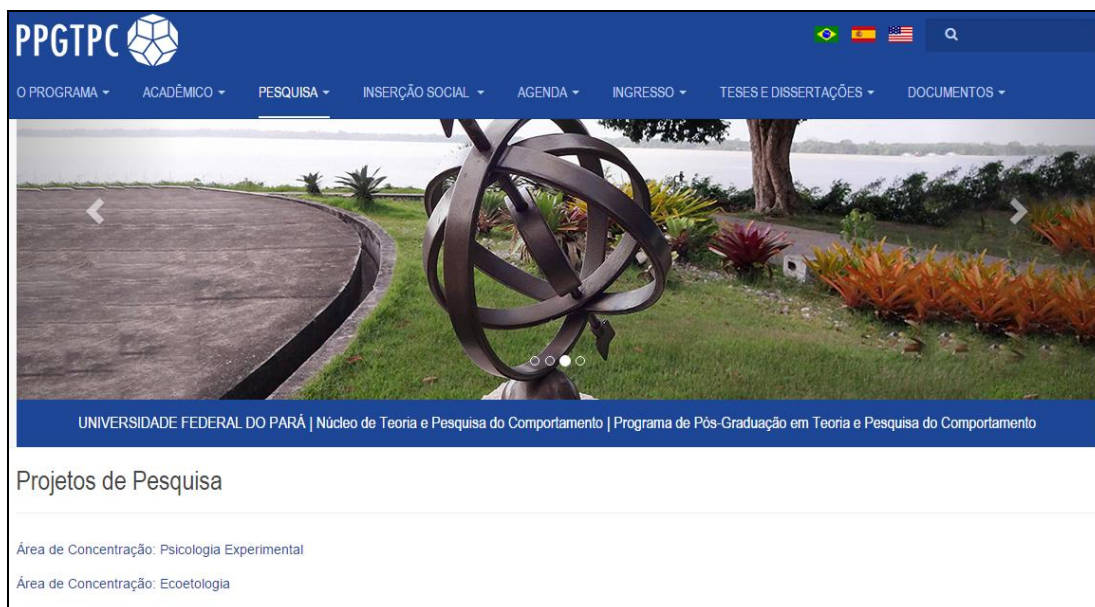 PPGTPC
O PROGRAMA ACADÊMICO PESQUISA INSERÇÃO SOCIAL AGENDA INGRESSO TESES E DISSERTAÇÕES DOCUMENTOS
UNIVERSIDADE FEDERAL DO PARÁ | Núcleo de Teoria e Pesquisa do Comportamento | Programa de Pós-Graduação em Teoria e Pesquisa do Comportamento
Projetos de Pesquisa
Área de Concentração: Psicologia Experimental
Área de Concentração: Ecoetologia